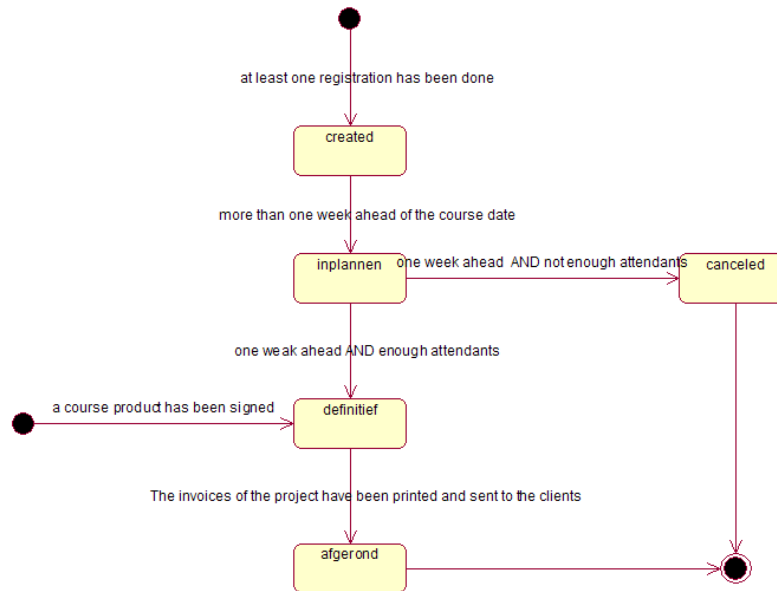 at least one registration has been done
created
more than one week ahead of the course date
inplannen
one week ahead AND not enough attendants
canceled
one weak ahead AND enough attendants
a course product has been signed
definitief
The invoices of the project have been printed and sent to the clients
afgerond